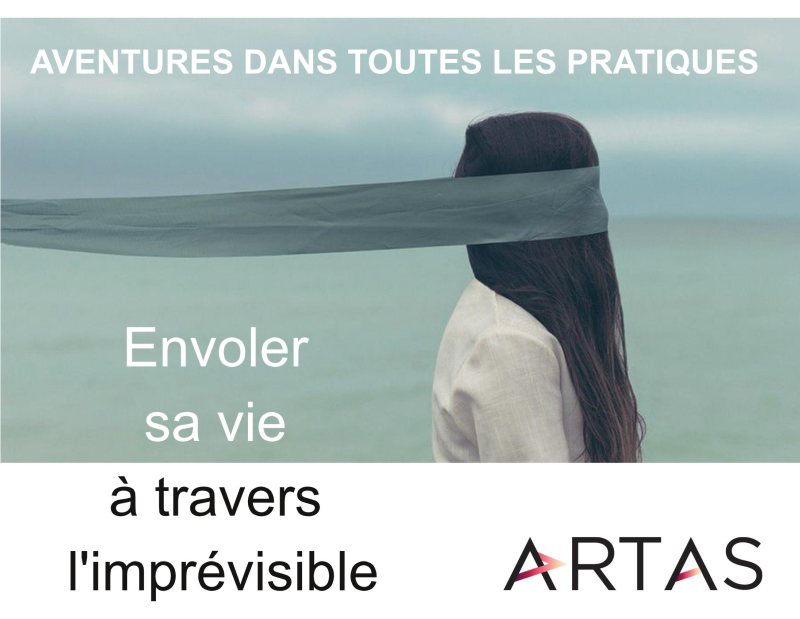 AVENTURES DANS TOUTES LES PRATIQUES
Envoler
sa vie
à travers
l'imprévisible
ARTAS